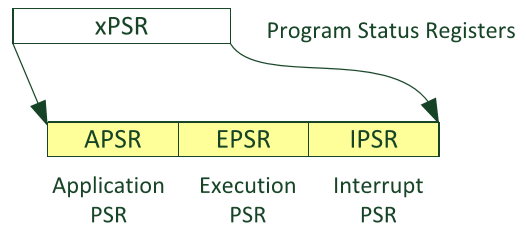 xPSR
Program Status Registers
APSR
EPSR
IPSR
Application
PSR
Execution
PSR
Interrupt
PSR